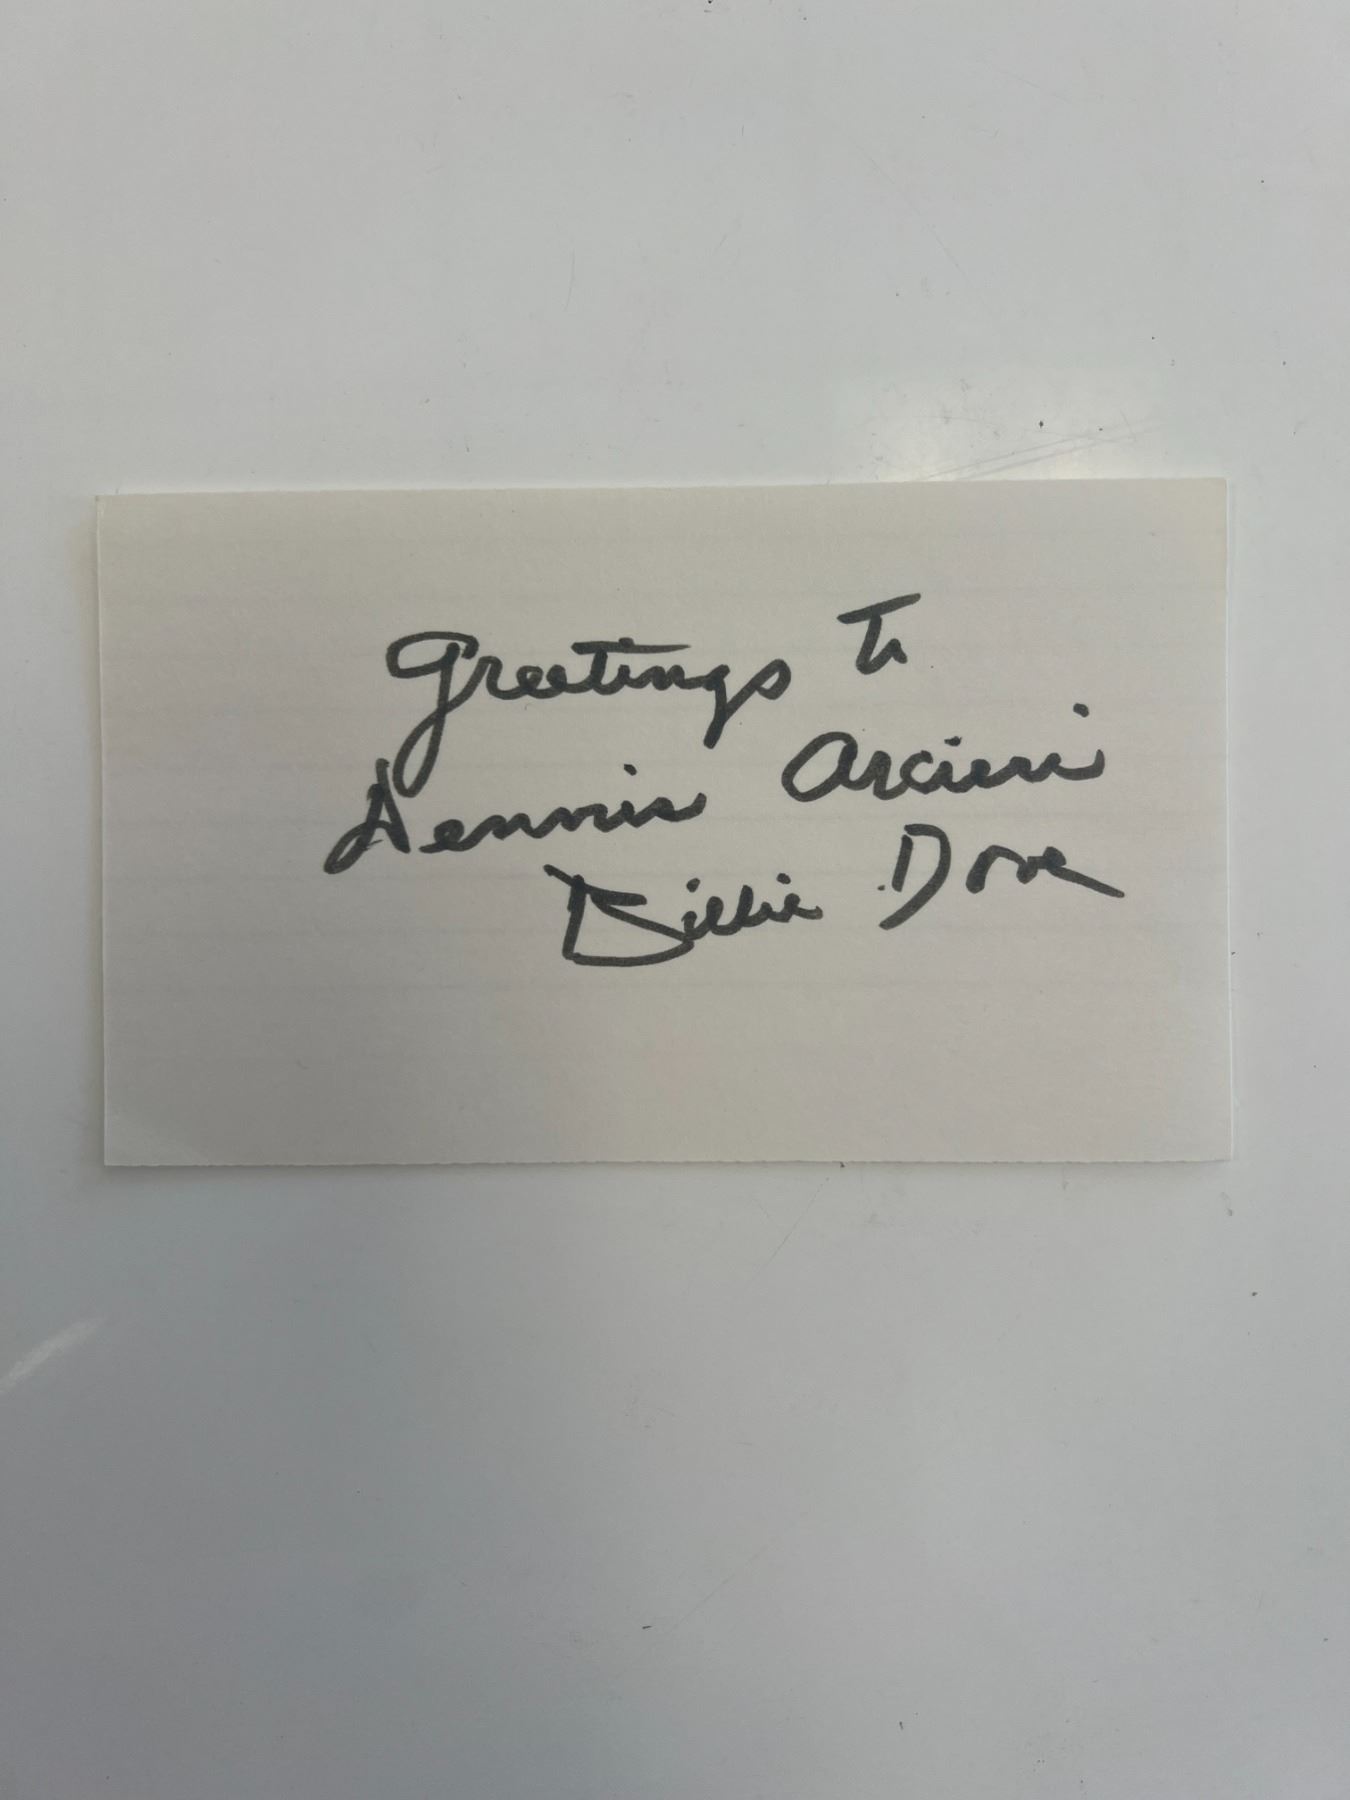 Greetings To
Dennis Arcieri
Billie Dove